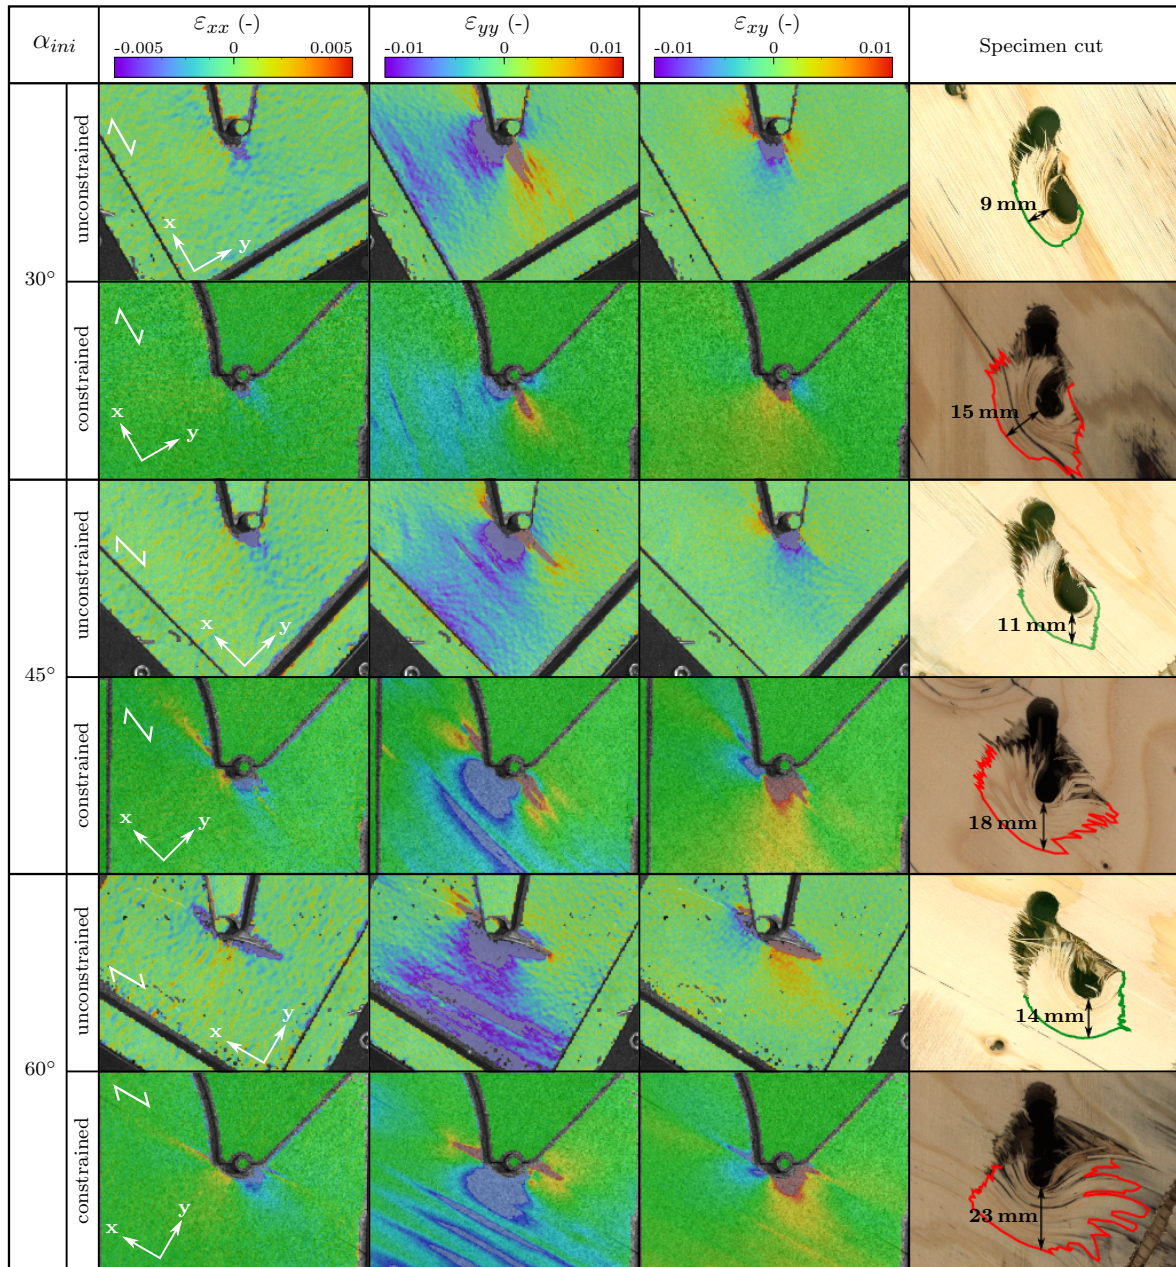 α_ini
ε_xx (-)
-0.005 0 0.005
ε_yy (-)
-0.01 0 0.01
ε_xy (-)
-0.01 0 0.01
Specimen cut
30°
unconstrained
x
y
9 mm
constrained
x
y
15 mm
45°
unconstrained
x
y
11 mm
constrained
x
y
18 mm
60°
unconstrained
x
y
14 mm
constrained
x
y
23 mm